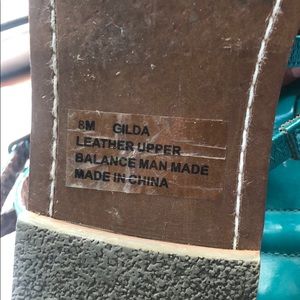 8M GILDA
LEATHER UPPER
BALANCE MAN MADE
MADE IN CHINA